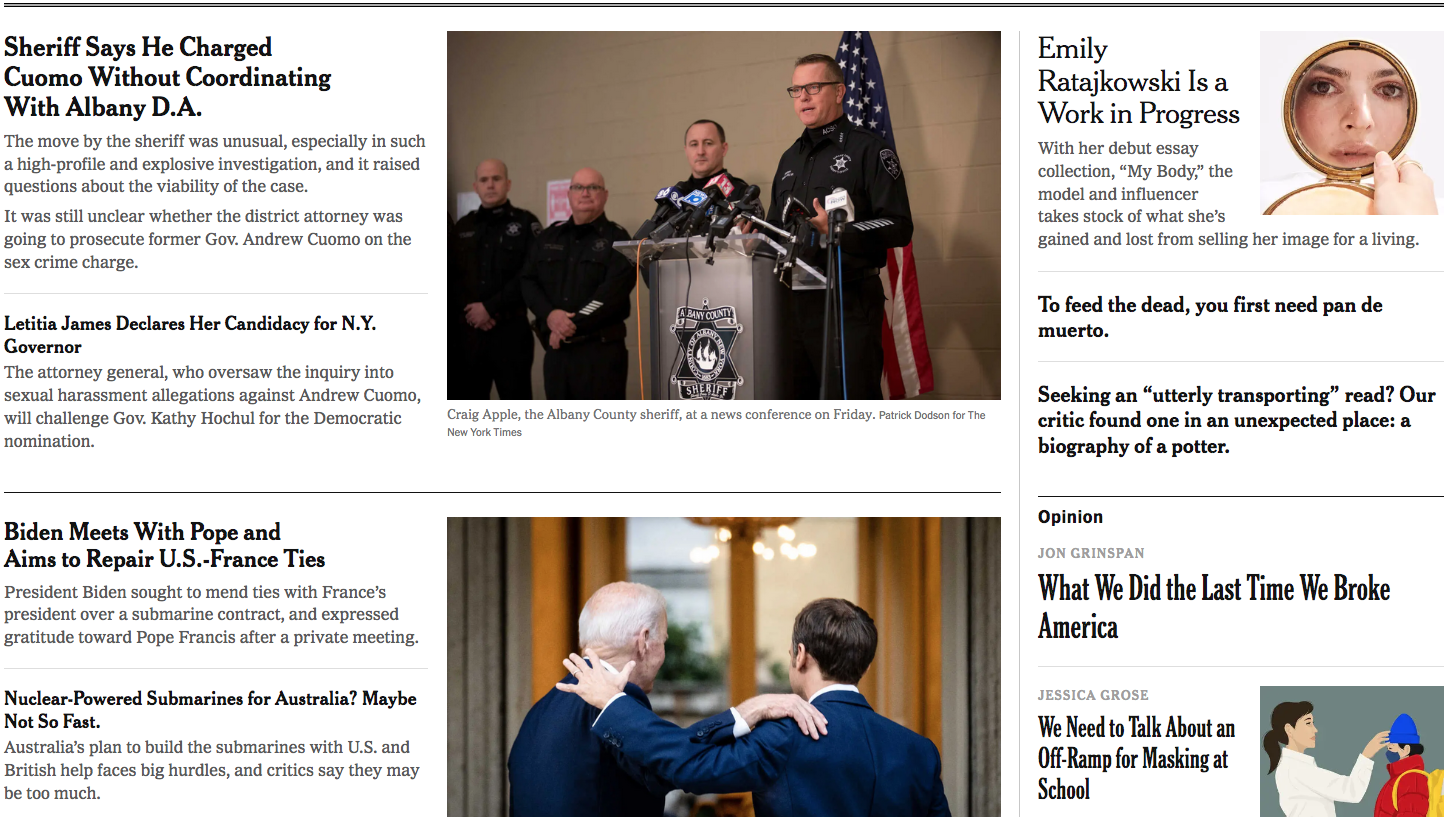 Sheriff Says He Charged
Cuomo Without Coordinating
With Albany D.A.
The move by the sheriff was unusual, especially in such
a high-profile and explosive investigation, and it raised
questions about the viability of the case.
It was still unclear whether the district attorney was
going to prosecute former Gov. Andrew Cuomo on the
sex crime charge.
Letitia James Declares Her Candidacy for N.Y.
Governor
The attorney general, who oversaw the inquiry into
sexual harassment allegations against Andrew Cuomo,
will challenge Gov. Kathy Hochul for the Democratic
nomination.
ACSO
ALBANY COUNTY
SHERIFF
Craig Apple, the Albany County sheriff, at a news conference on Friday. Patrick Dodson for The
New York Times
Biden Meets With Pope and
Aims to Repair U.S.-France Ties
President Biden sought to mend ties with France’s
president over a submarine contract, and expressed
gratitude toward Pope Francis after a private meeting.
Nuclear-Powered Submarines for Australia? Maybe
Not So Fast.
Australia’s plan to build the submarines with U.S. and
British help faces big hurdles, and critics say they may
be too much.
Emily
Ratajkowski Is a
Work in Progress
With her debut essay
collection, “My Body,” the
model and influencer
takes stock of what she’s
gained and lost from selling her image for a living.
To feed the dead, you first need pan de
muerto.
Seeking an “utterly transporting” read? Our
critic found one in an unexpected place: a
biography of a potter.
Opinion
JON GRINSPAN
What We Did the Last Time We Broke
America
JESSICA GROSE
We Need to Talk About an
Off-Ramp for Masking at
School